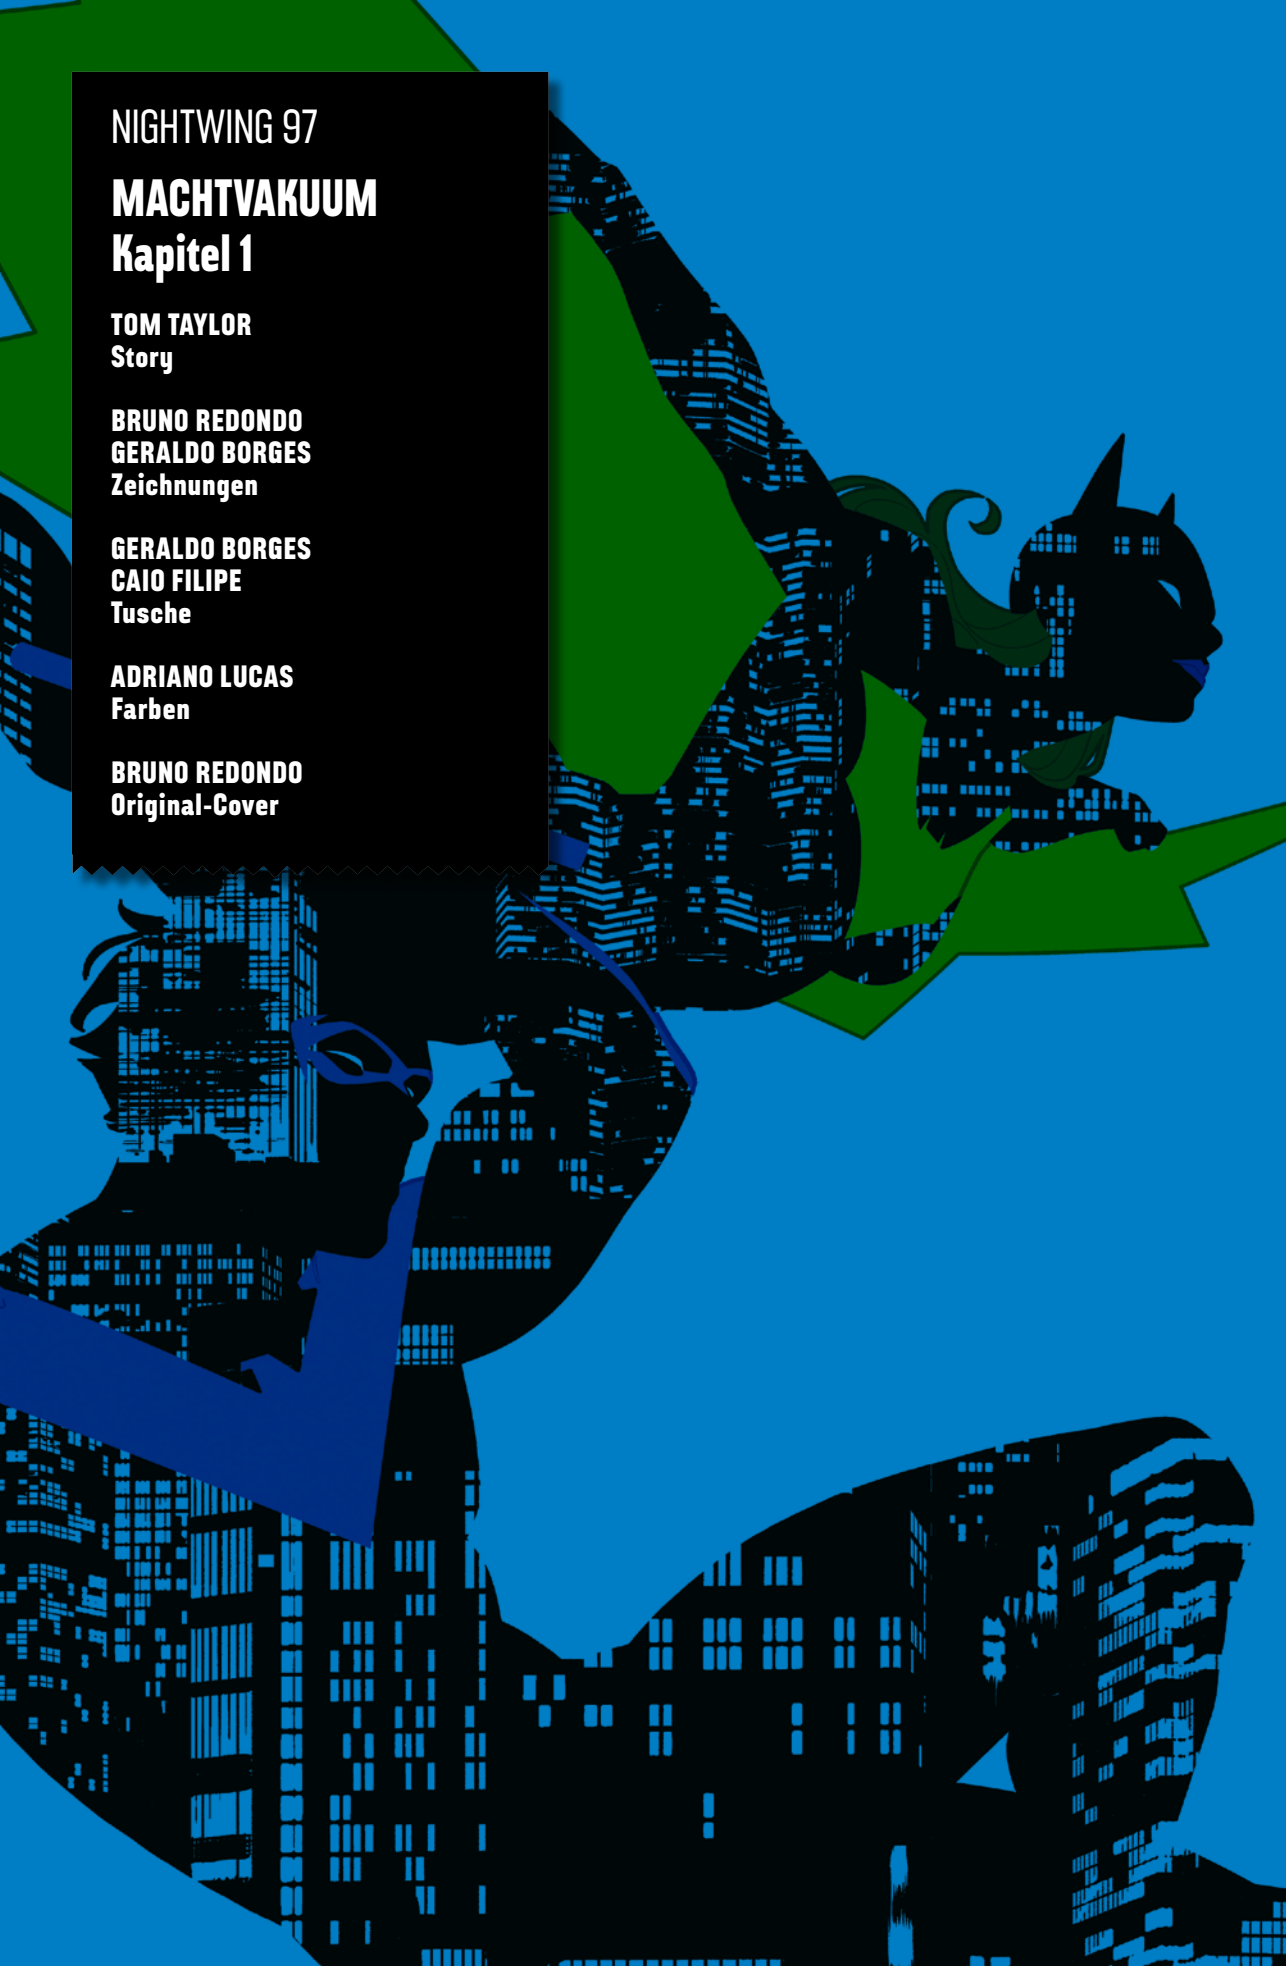 NIGHTWING 97
MACHTVAKUUM
Kapitel 1
TOM TAYLOR
Story
BRUNO REDONDO
GERALDO BORGES
Zeichnungen
GERALDO BORGES
CAIO FILIPE
Tusche
ADRIANO LUCAS
Farben
BRUNO REDONDO
Original-Cover